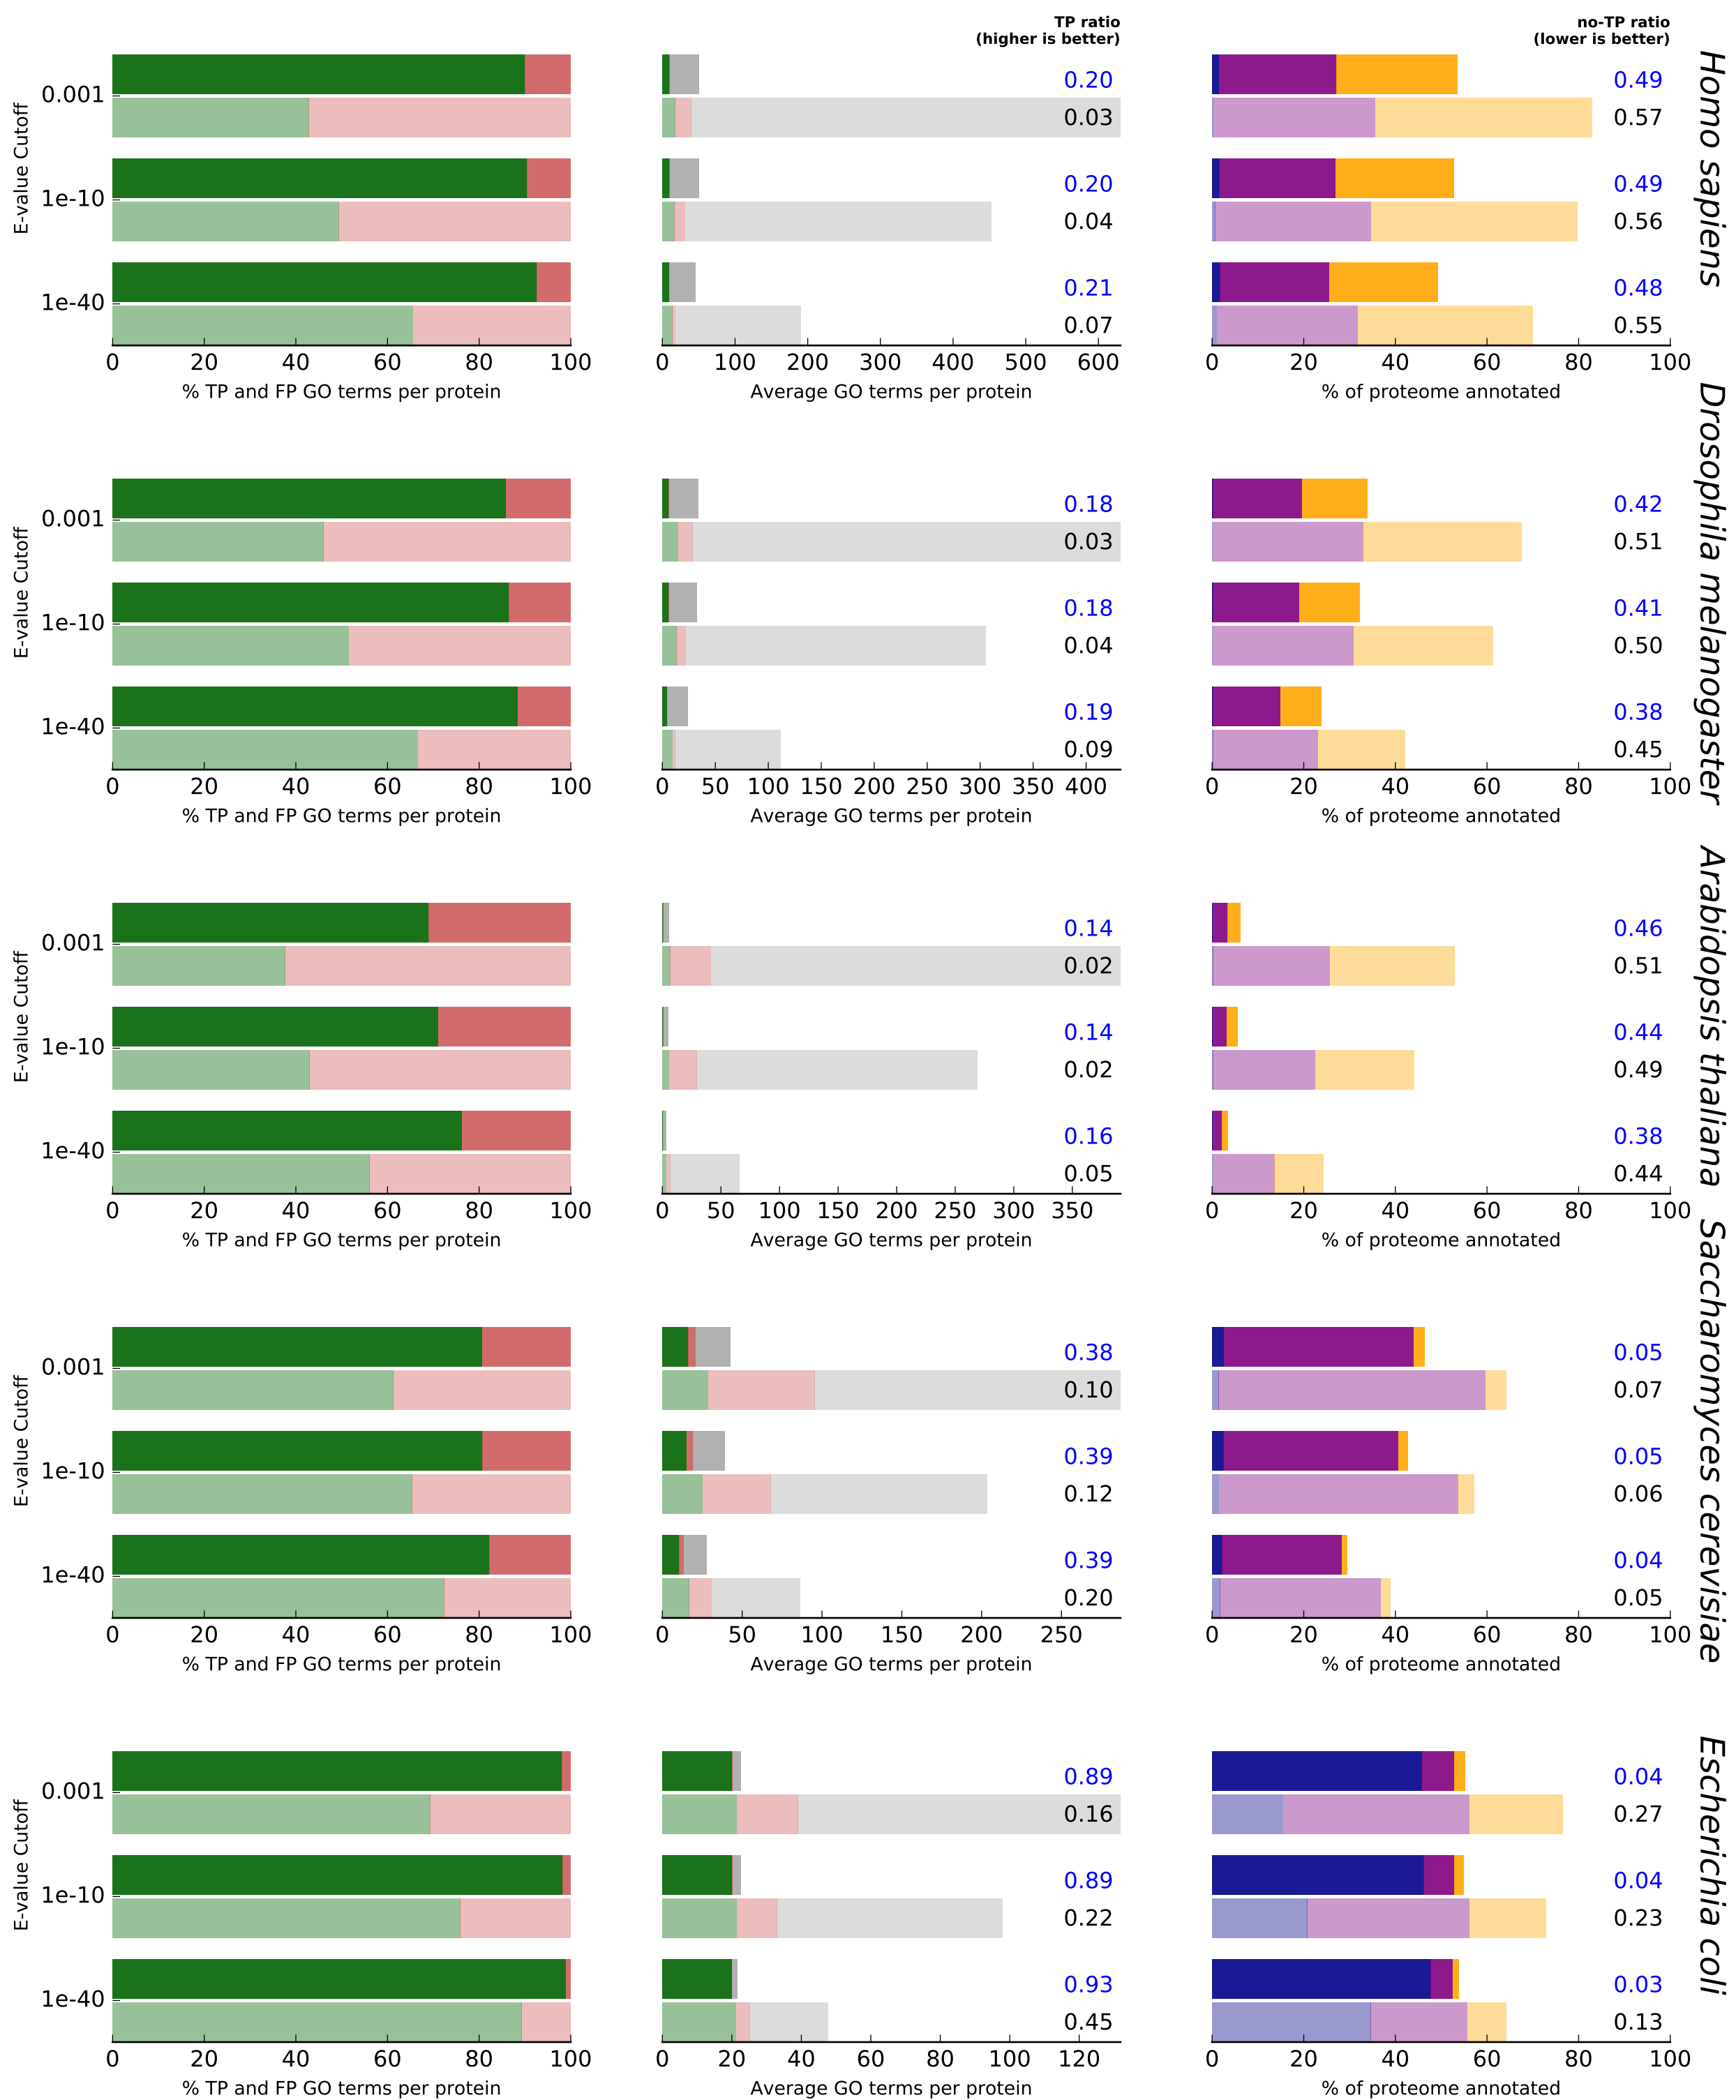 TP ratio
(higher is better)
no-TP ratio
(lower is better)
Homo sapiens
E-value Cutoff
0.001
1e-10
1e-40
0 20 40 60 80 100
% TP and FP GO terms per protein
0.20
0.03
0.20
0.04
0.21
0.07
0 100 200 300 400 500 600
Average GO terms per protein
0.49
0.57
0.49
0.56
0.48
0.55
0 20 40 60 80 100
% of proteome annotated
Drosophila melanogaster
E-value Cutoff
0.001
1e-10
1e-40
0 20 40 60 80 100
% TP and FP GO terms per protein
0.18
0.03
0.18
0.04
0.19
0.09
0 50 100 150 200 250 300 350 400
Average GO terms per protein
0.42
0.51
0.41
0.50
0.38
0.45
0 20 40 60 80 100
% of proteome annotated
Arabidopsis thaliana
E-value Cutoff
0.001
1e-10
1e-40
0 20 40 60 80 100
% TP and FP GO terms per protein
0.14
0.02
0.14
0.02
0.16
0.05
0 50 100 150 200 250 300 350
Average GO terms per protein
0.46
0.51
0.44
0.49
0.38
0.44
0 20 40 60 80 100
% of proteome annotated
Saccharomyces cerevisiae
E-value Cutoff
0.001
1e-10
1e-40
0 20 40 60 80 100
% TP and FP GO terms per protein
0.38
0.10
0.39
0.12
0.39
0.20
0 50 100 150 200 250
Average GO terms per protein
0.05
0.07
0.05
0.06
0.04
0.05
0 20 40 60 80 100
% of proteome annotated
Escherichia coli
E-value Cutoff
0.001
1e-10
1e-40
0 20 40 60 80 100
% TP and FP GO terms per protein
0.89
0.16
0.89
0.22
0.93
0.45
0 20 40 60 80 100 120
Average GO terms per protein
0.04
0.27
0.04
0.23
0.03
0.13
0 20 40 60 80 100
% of proteome annotated